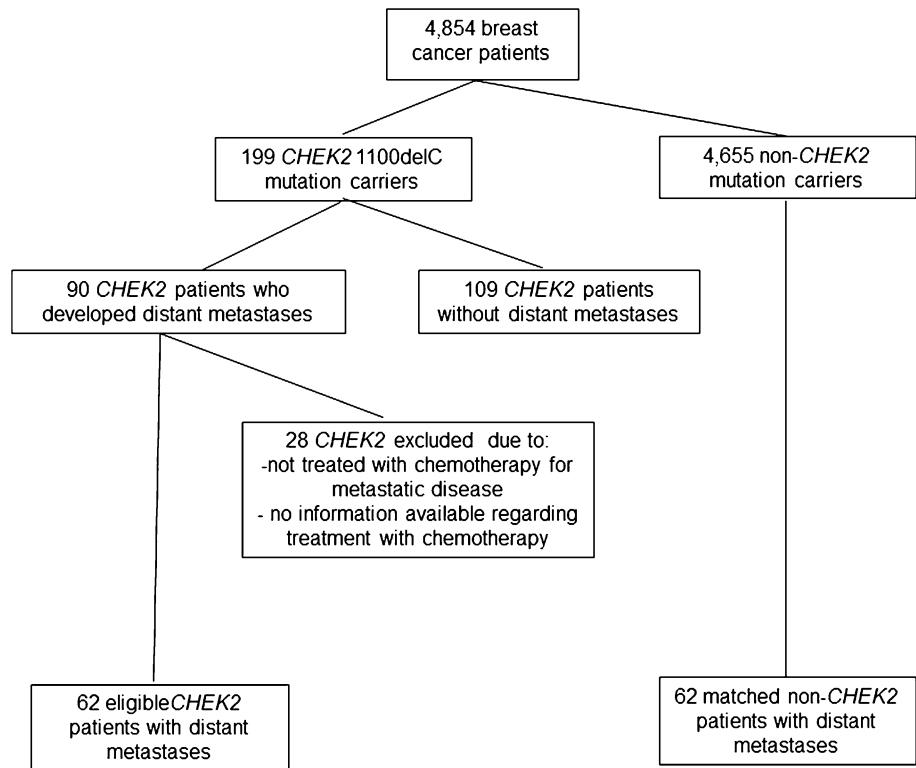 4,854 breast
cancer patients
199 CHEK2 1100delC
mutation carriers
4,655 non-CHEK2
mutation carriers
90 CHEK2 patients who
developed distant metastases
109 CHEK2 patients
without distant metastases
28 CHEK2 excluded due to:
-not treated with chemotherapy for
metastatic disease
- no information available regarding
treatment with chemotherapy
62 eligibleCHEK2
patients with distant
metastases
62 matched non-CHEK2
patients with distant
metastases